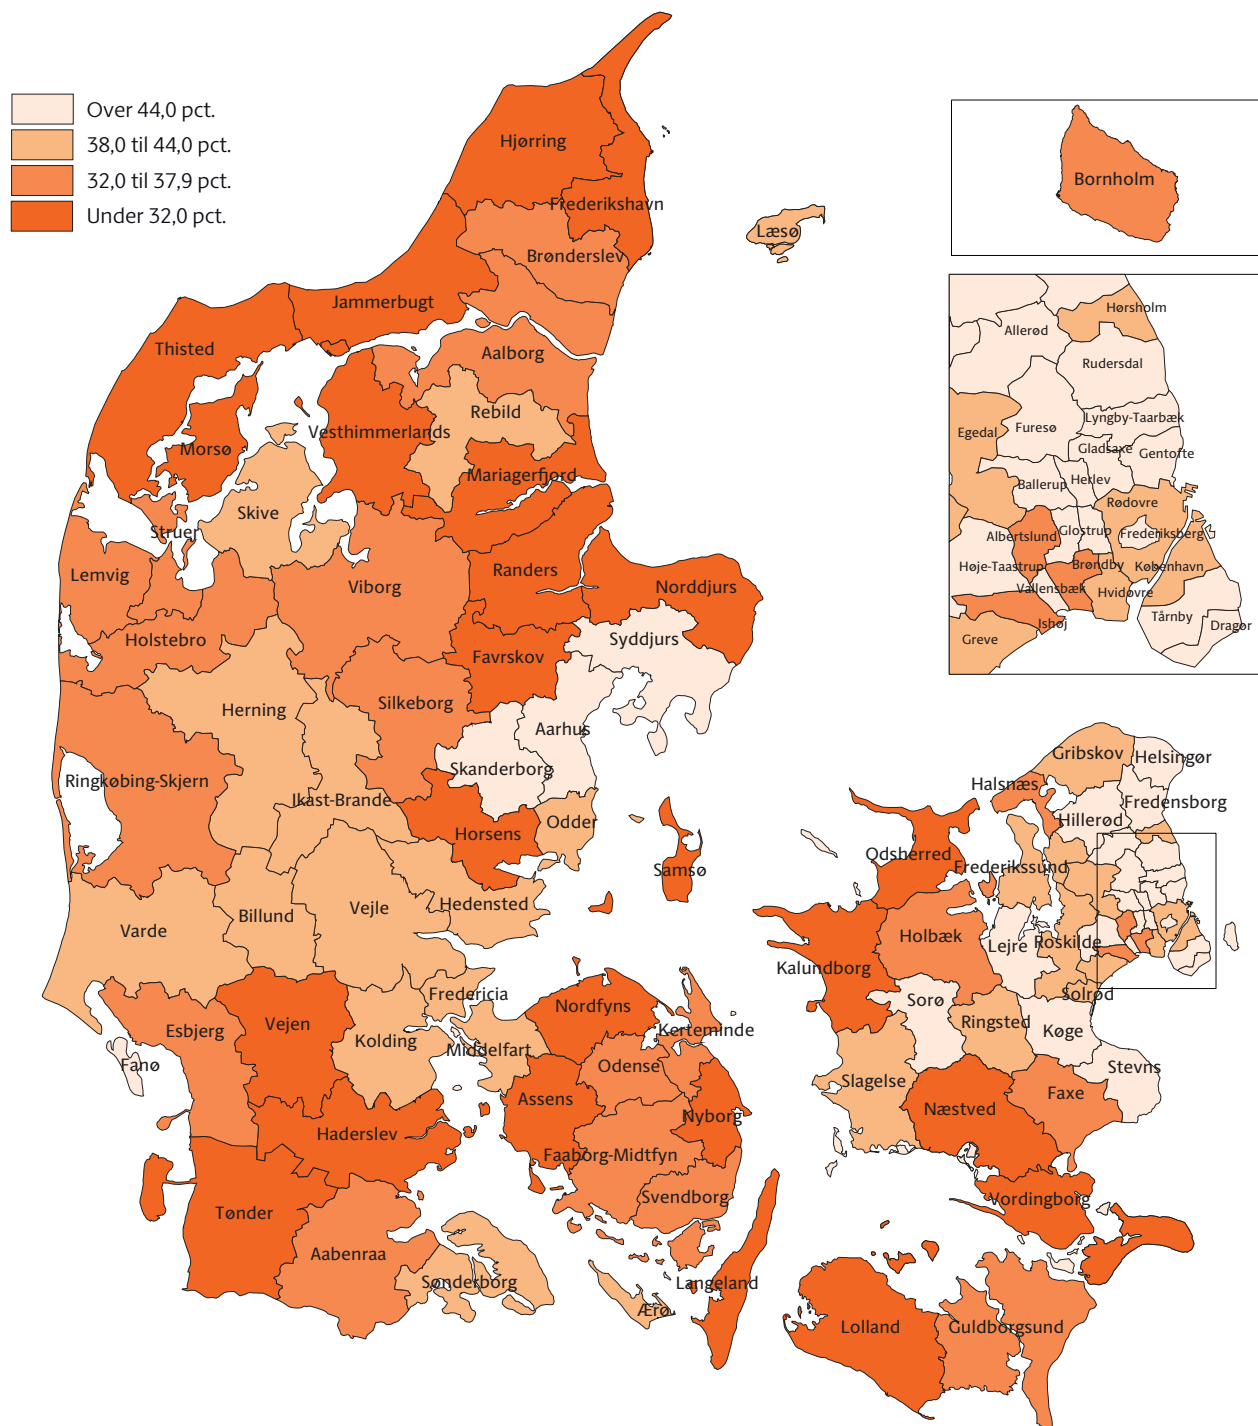 Over 44,0 pct.
38,0 til 44,0 pct.
32,0 til 37,9 pct.
Under 32,0 pct.
Hjørring
Frederikshavn
Brønderslev
Læsø
Jammerbugt
Thisted
Aalborg
Rebild
Vesthimmerlands
Morsø
Mariagerfjord
Skive
Struer
Lemvig
Viborg
Randers
Norddjurs
Holstebro
Syddjurs
Favrskov
Silkeborg
Herning
Aarhus
Skanderborg
Ringkøbing-Skjern
Ikast-Brande
Horsens
Odder
Samsø
Hedensted
Billund
Vejle
Varde
Fredericia
Vejen
Kolding
Esbjerg
Fanø
Middelfart
Nordfyns
Kerteminde
Odense
Assens
Nyborg
Haderslev
Faaborg-Midtfyn
Svendborg
Tønder
Aabenraa
Sønderborg
Langeland
Ærø
Bornholm
Hørsholm
Allerød
Rudersdal
Lyngby-Taarbæk
Egedal
Furesø
Gladsaxe
Gentofte
Ballerup
Herlev
Rødovre
Albertslund
Glostrup
Frederiksberg
Høje-Taastrup
Brøndby
København
Vallensbæk
Hvidovre
Ishøj
Tårnby
Dragør
Greve
Gribskov
Helsingør
Halsnæs
Fredensborg
Hillerød
Odsherred
Frederikssund
Holbæk
Lejre
Roskilde
Kalundborg
Solrød
Sorø
Ringsted
Køge
Stevns
Slagelse
Næstved
Faxe
Vordingborg
Lolland
Guldborgsund